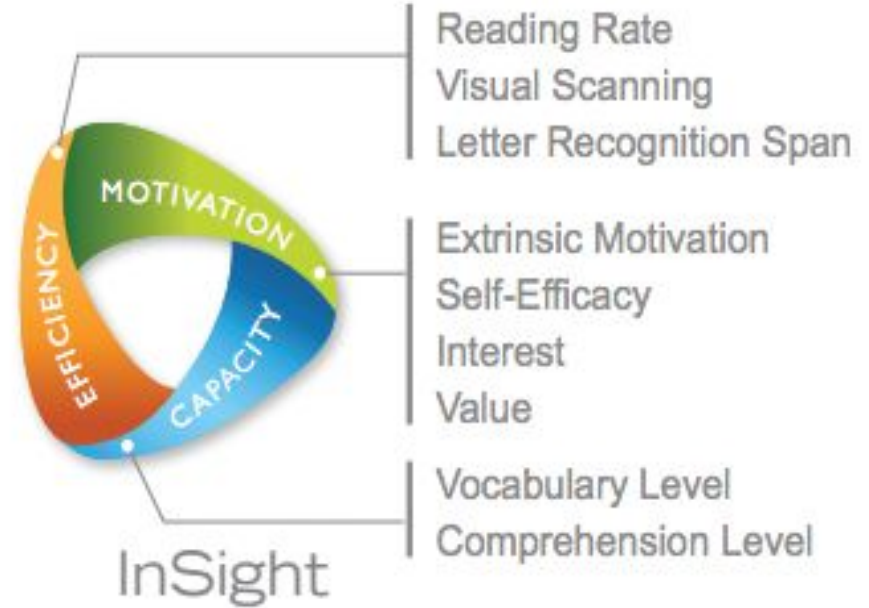 Reading Rate
Visual Scanning
Letter Recognition Span
MOTIVATION
EFFICIENCY
CAPACITY
Extrinsic Motivation
Self-Efficacy
Interest
Value
Vocabulary Level
Comprehension Level
InSight